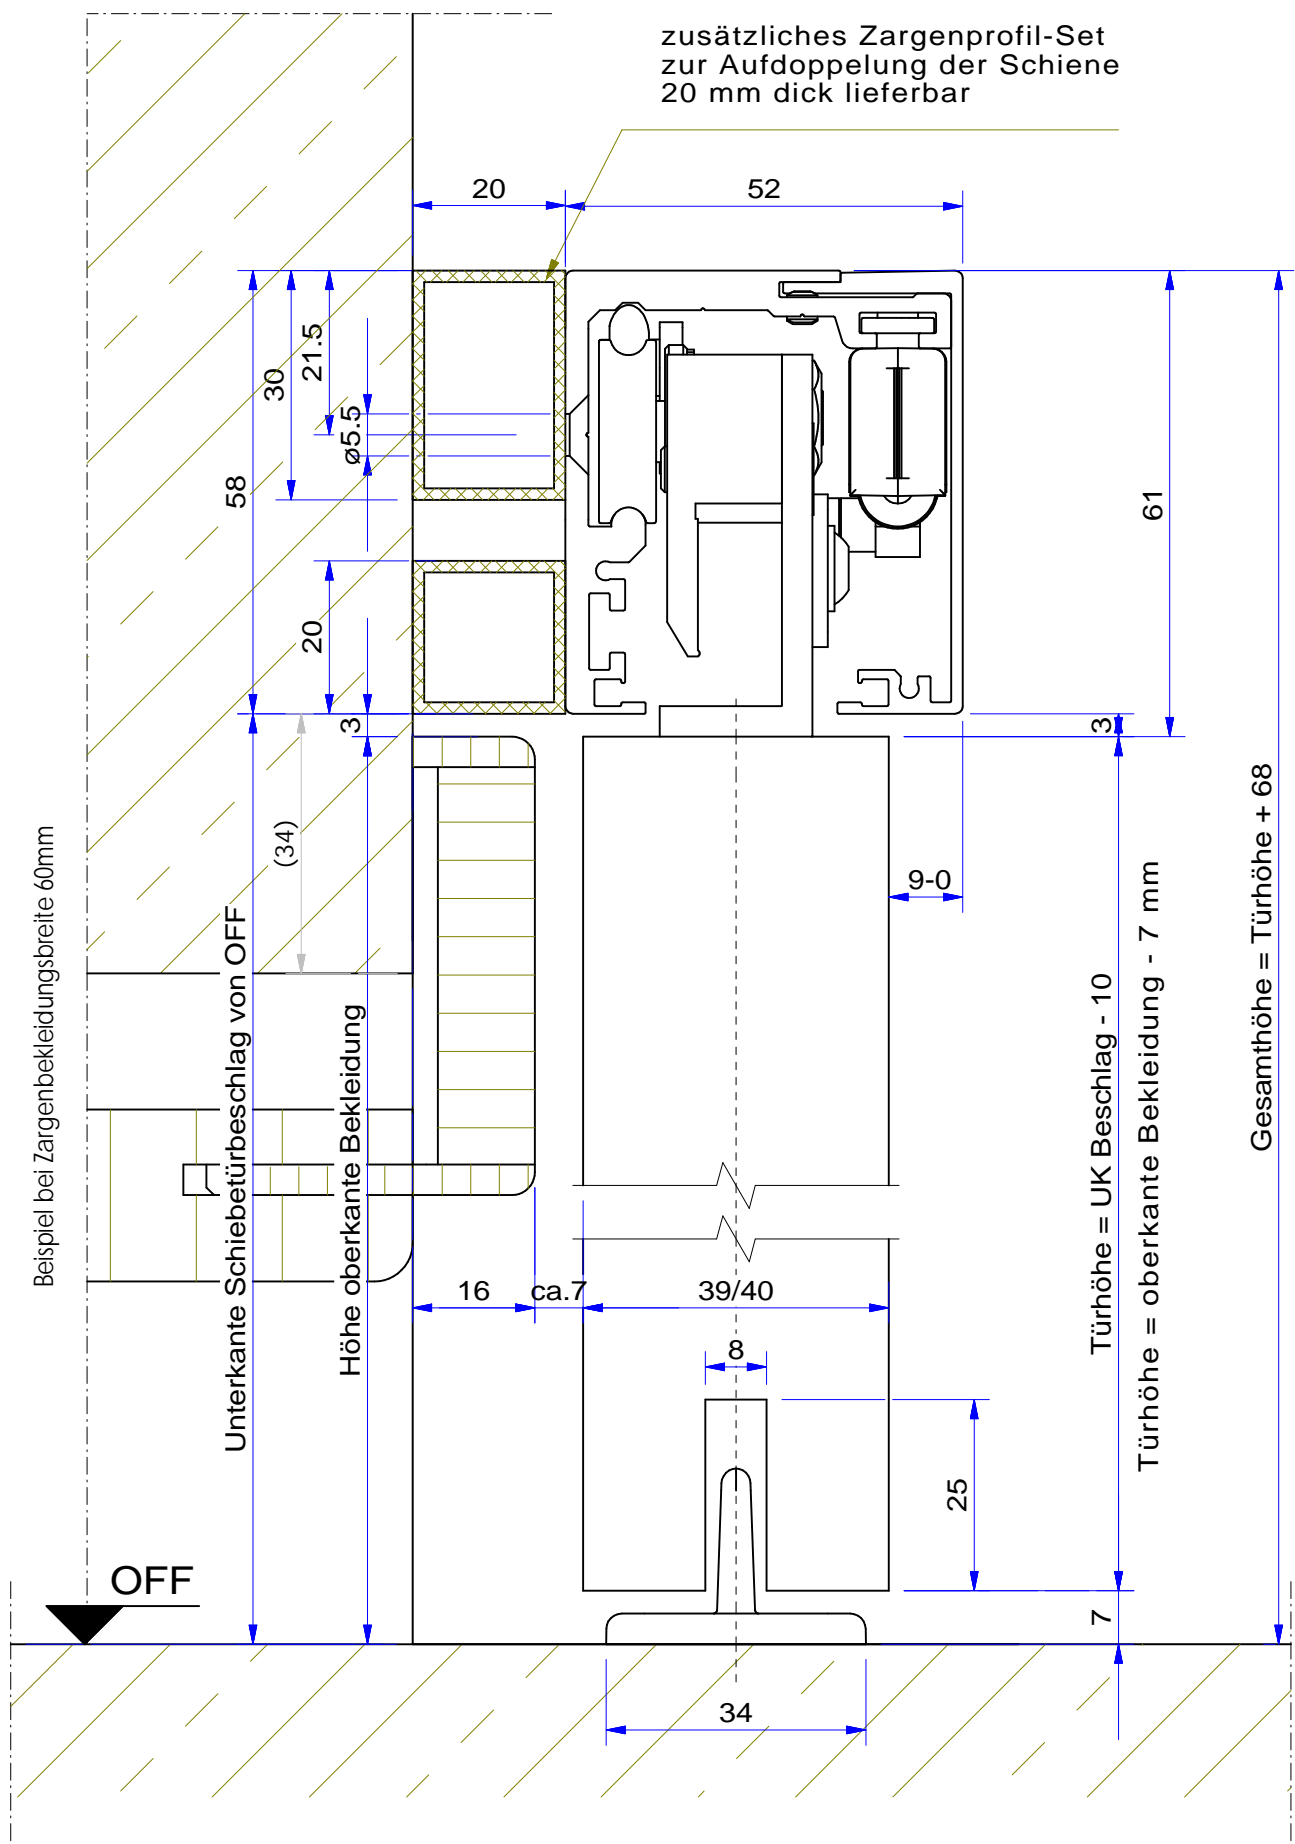 zusätzliches Zargenprofil-Set
zur Aufdoppelung der Schiene
20 mm dick lieferbar
20
52
58
30
21.5
ø5.5
20
3
61
3
(34)
9-0
Beispiel bei Zargenbekleidungsbreite 60mm
Unterkante Schiebetürbeschlag von OFF
Höhe oberkante Bekleidung
Türhöhe = UK Beschlag - 10
Türhöhe = oberkante Bekleidung - 7 mm
Gesamthöhe = Türhöhe + 68
16
ca.7
39/40
8
25
OFF
7
34